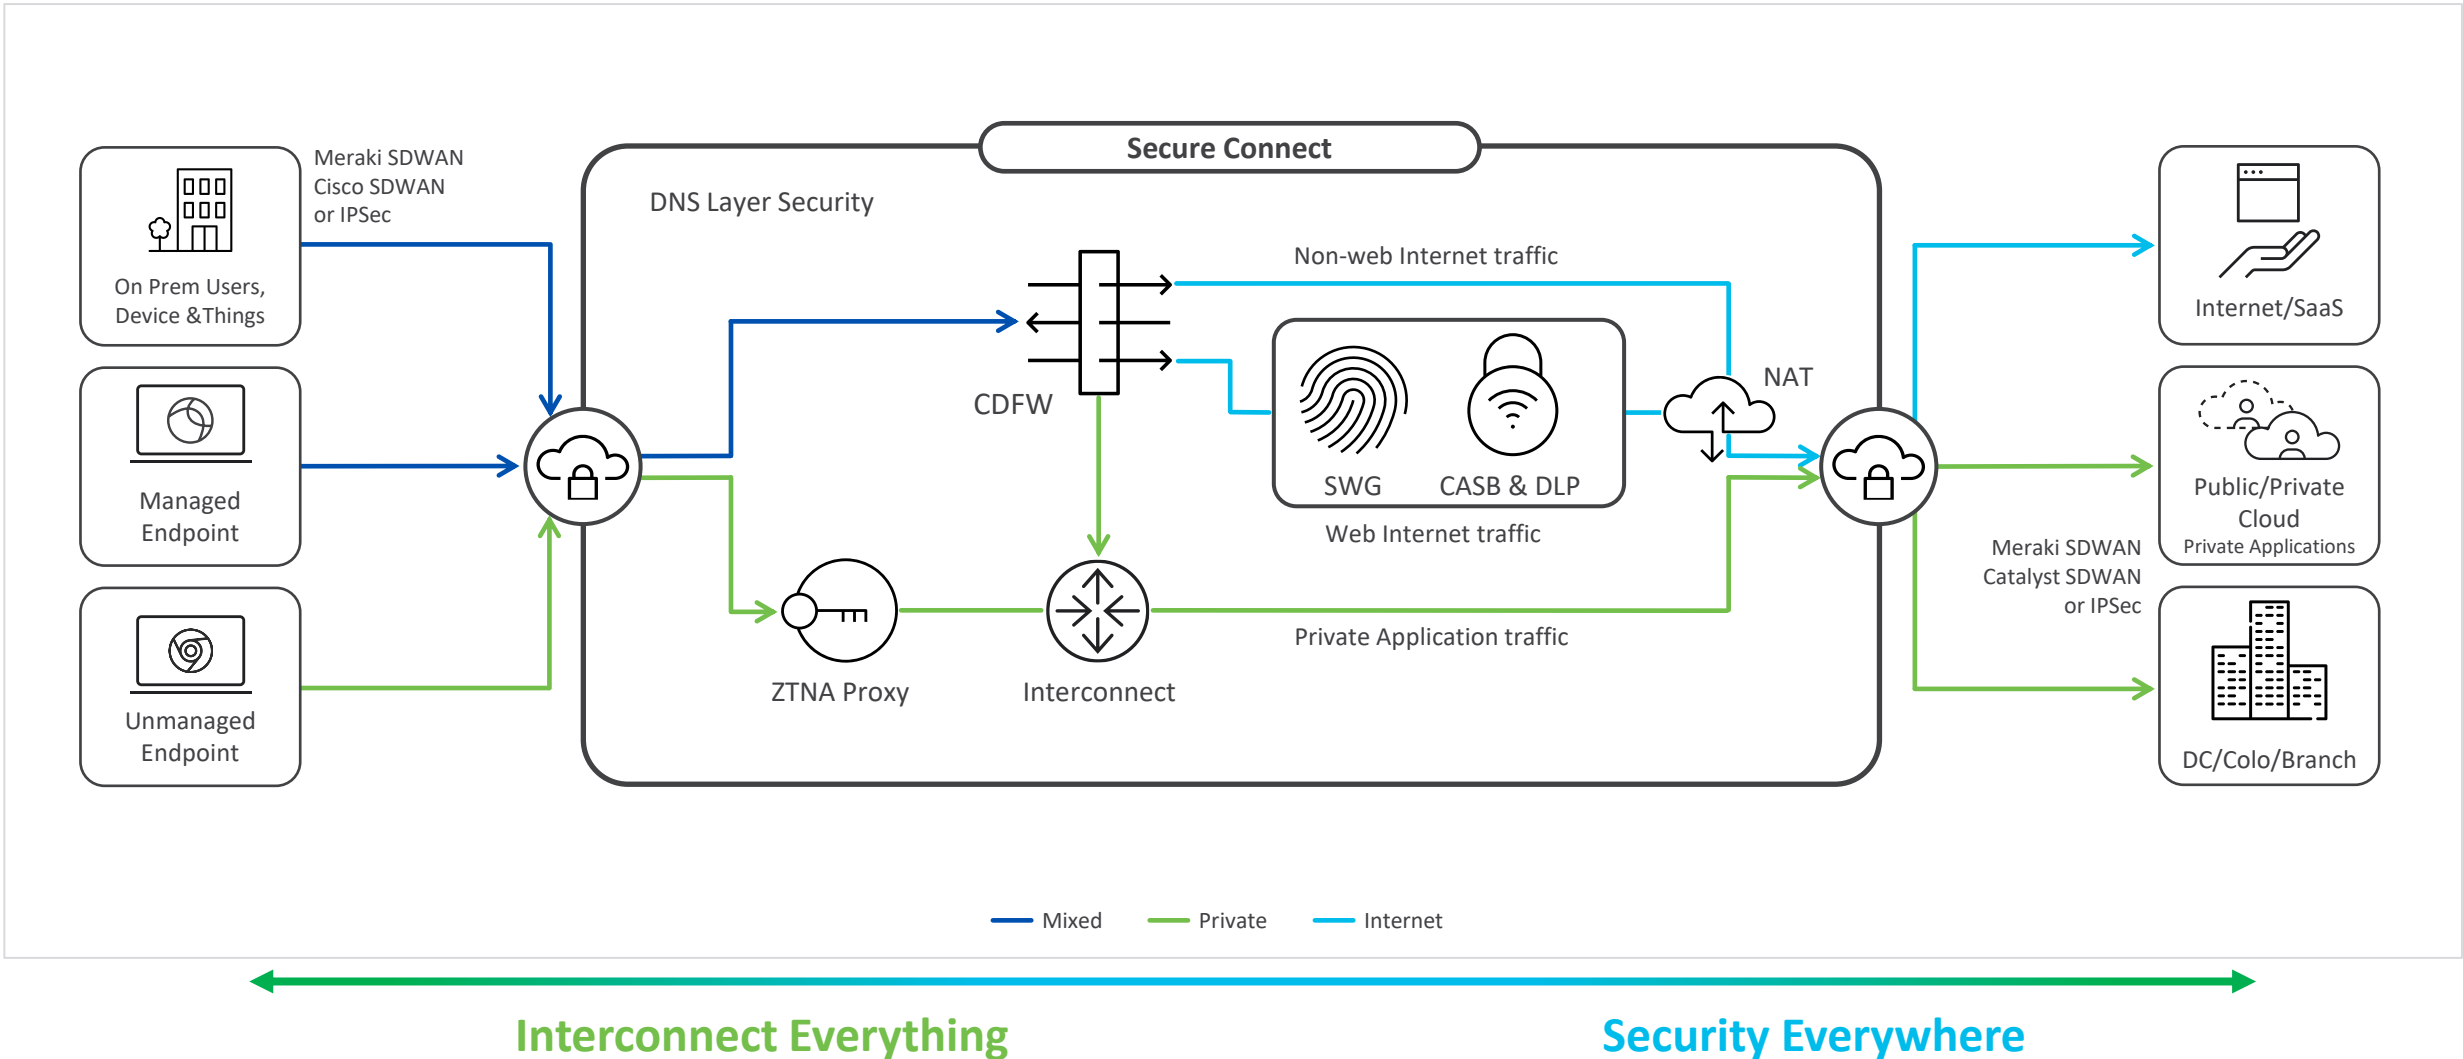 Secure Connect
Meraki SDWAN
Cisco SDWAN
or IPSec
On Prem Users,
Device &Things
Managed
Endpoint
Unmanaged
Endpoint
DNS Layer Security
CDFW
Non-web Internet traffic
SWG
CASB & DLP
Web Internet traffic
NAT
ZTNA Proxy
Interconnect
Private Application traffic
Internet/SaaS
Public/Private
Cloud
Private Applications
Meraki SDWAN
Catalyst SDWAN
or IPSec
DC/Colo/Branch
Mixed
Private
Internet
Interconnect Everything
Security Everywhere